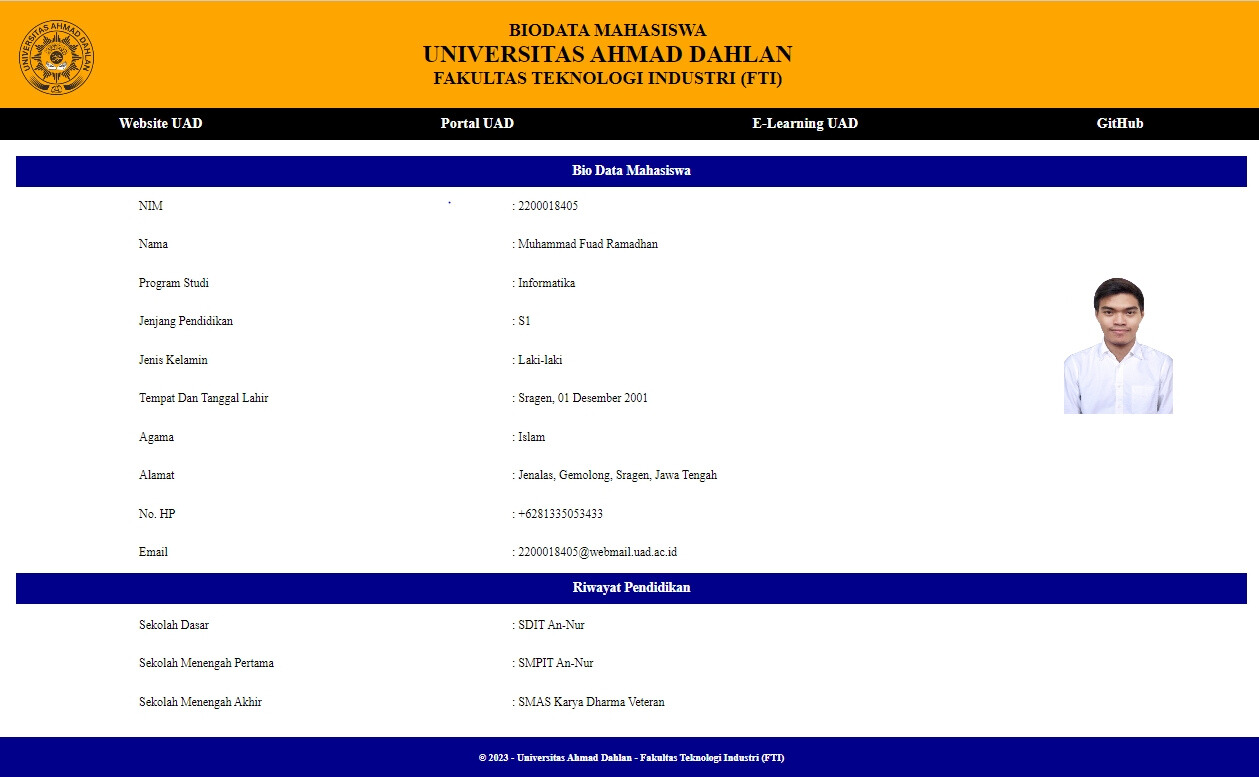 UNIVERSITAS AHMAD DAHLAN
BIODATA MAHASISWA
UNIVERSITAS AHMAD DAHLAN
FAKULTAS TEKNOLOGI INDUSTRI (FTI)
Website UAD Portal UAD E-Learning UAD GitHub
Bio Data Mahasiswa
NIM : 2200018405
Nama : Muhammad Fuad Ramadhan
Program Studi : Informatika
Jenjang Pendidikan : S1
Jenis Kelamin : Laki-laki
Tempat Dan Tanggal Lahir : Sragen, 01 Desember 2001
Agama : Islam
Alamat : Jenalas, Gemolong, Sragen, Jawa Tengah
No. HP : +6281335053433
Email : 2200018405@webmail.uad.ac.id
Riwayat Pendidikan
Sekolah Dasar : SDIT An-Nur
Sekolah Menengah Pertama : SMPIT An-Nur
Sekolah Menengah Akhir : SMAS Karya Dharma Veteran
© 2023 - Universitas Ahmad Dahlan - Fakultas Teknologi Industri (FTI)